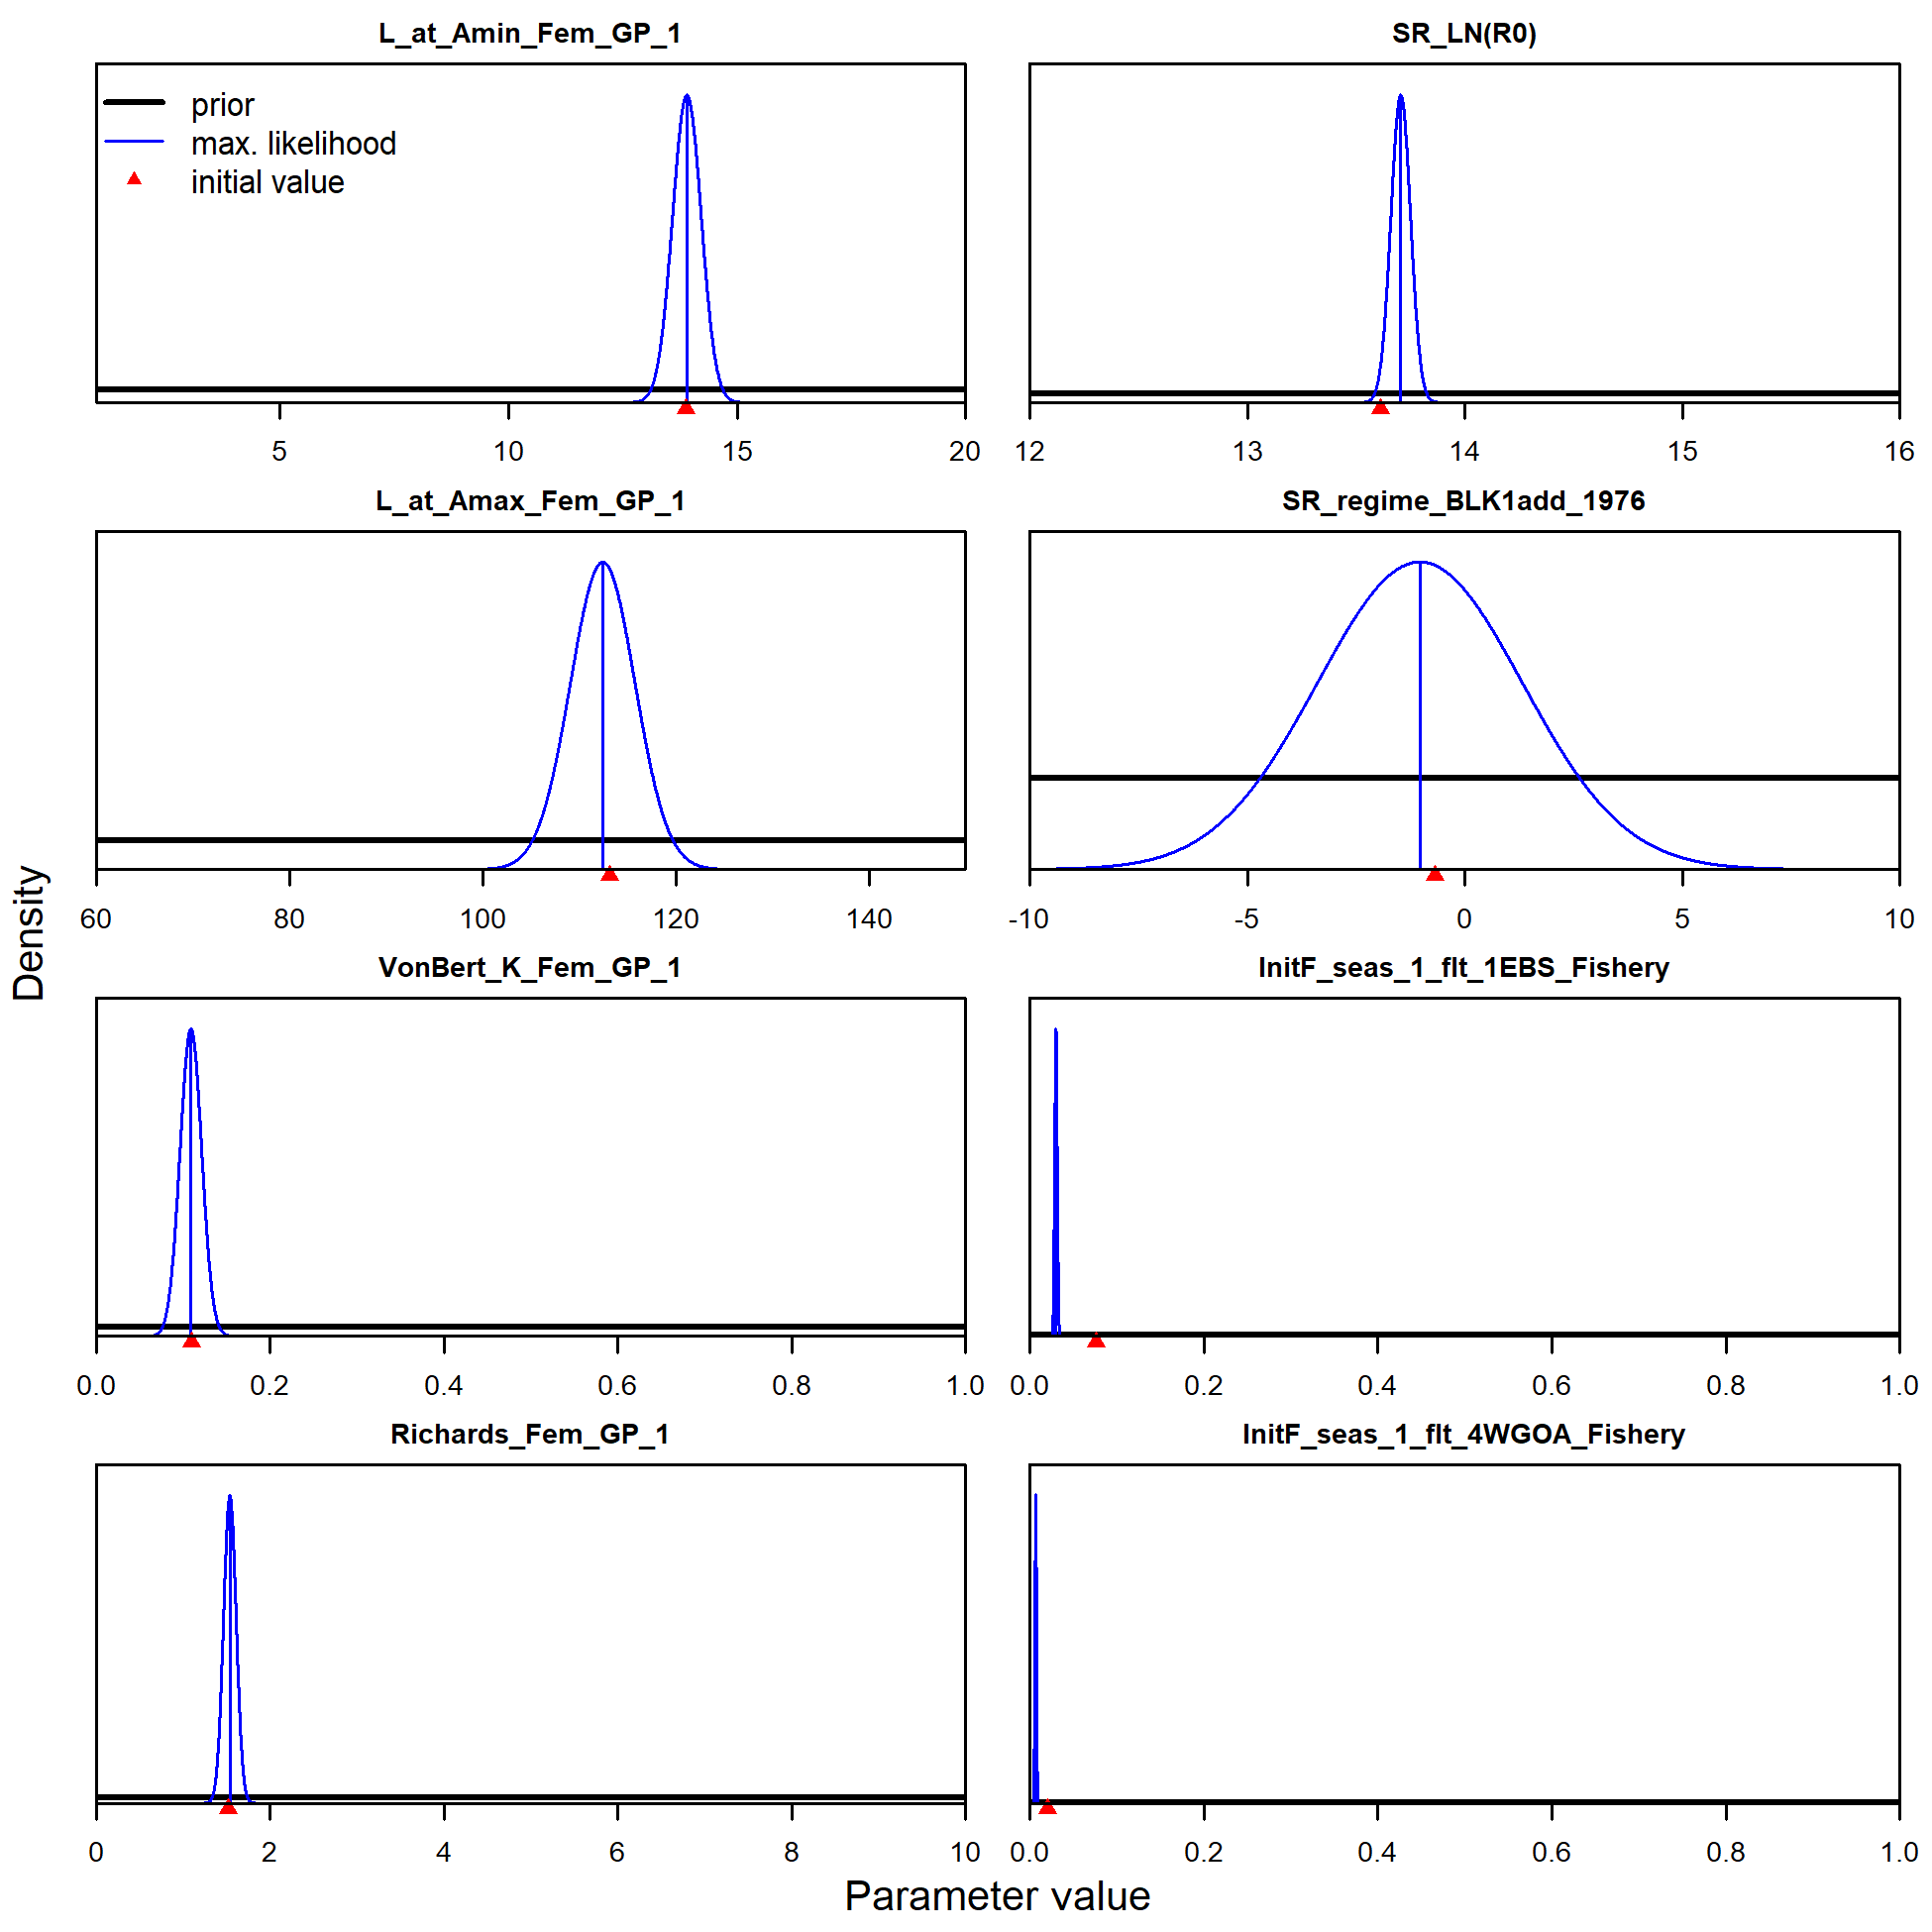 L_at_Amin_Fem_GP_1
prior
max. likelihood
initial value
5 10 15 20
SR_LN(R0)
12 13 14 15 16
L_at_Amax_Fem_GP_1
60 80 100 120 140
SR_regime_BLK1add_1976
-10 -5 0 5 10
Density
VonBert_K_Fem_GP_1
0.0 0.2 0.4 0.6 0.8 1.0
InitF_seas_1_flt_1EBS_Fishery
0.0 0.2 0.4 0.6 0.8 1.0
Richards_Fem_GP_1
0 2 4 6 8 10
InitF_seas_1_flt_4WGOA_Fishery
0.0 0.2 0.4 0.6 0.8 1.0
Parameter value